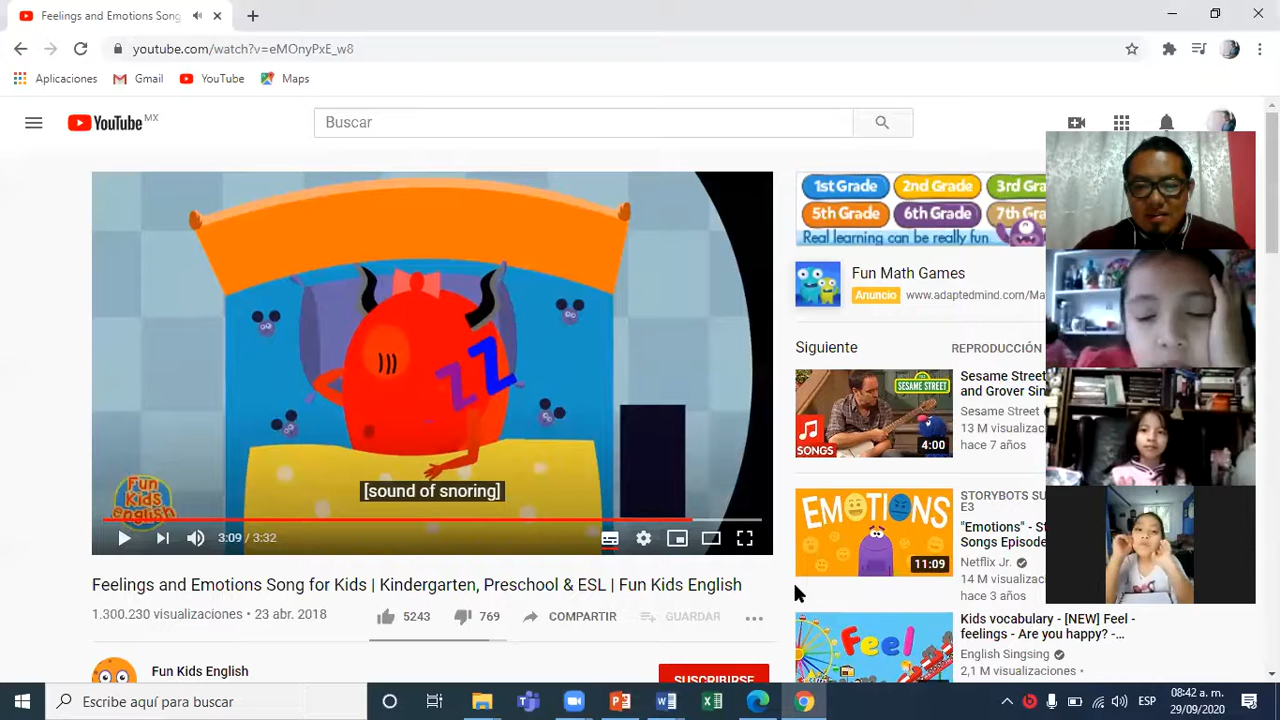 Feelings and Emotions Song
youtube.com/watch?v=eMOnyPxE_w8
Aplicaciones
Gmail
YouTube
Maps
YouTube MX
Buscar
1st Grade
2nd Grade
3rd Gra
5th Grade
6th Grade
7th
Real learning can be really fun
Fun Math Games
Anuncio www.adaptedmind.com/Ma
Siguiente
REPRODUCCIÓN
SESAME STREET
SONGS
4:00
Sesame Stree
and Grover Sin
Sesame Street
13 M visualizac
hace 7 años
EMOTIONS
11:09
STORYBOTS SU
E3
"Emotions" - St
Songs Episode
Netflix Jr.
14 M visualizac
hace 3 años
Feel
Kids vocabulary - [NEW] Feel -
feelings - Are you happy? -...
English Singsing
2,1 M visualizaciones •
ZZ
Fun
Kids
english
[sound of snoring]
3:09 / 3:32
Feelings and Emotions Song for Kids | Kindergarten, Preschool & ESL | Fun Kids English
1.300.230 visualizaciones • 23 abr. 2018
5243
769
COMPARTIR
GUARDAR
Fun Kids English
SUSCRIBIRSE
Escribe aquí para buscar
ESP
08:42 a. m.
29/09/2020